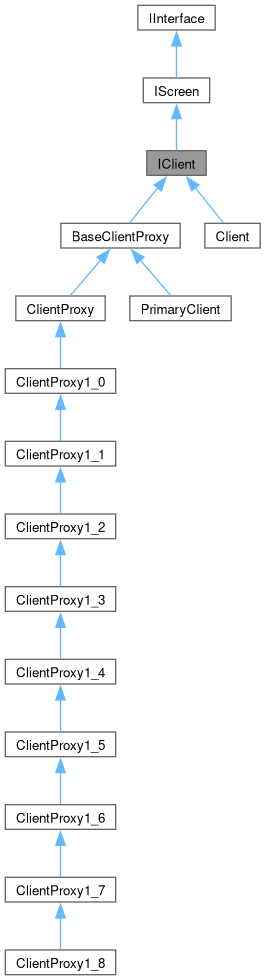 IInterface
IScreen
IClient
BaseClientProxy
Client
ClientProxy
PrimaryClient
ClientProxy1_0
ClientProxy1_1
ClientProxy1_2
ClientProxy1_3
ClientProxy1_4
ClientProxy1_5
ClientProxy1_6
ClientProxy1_7
ClientProxy1_8